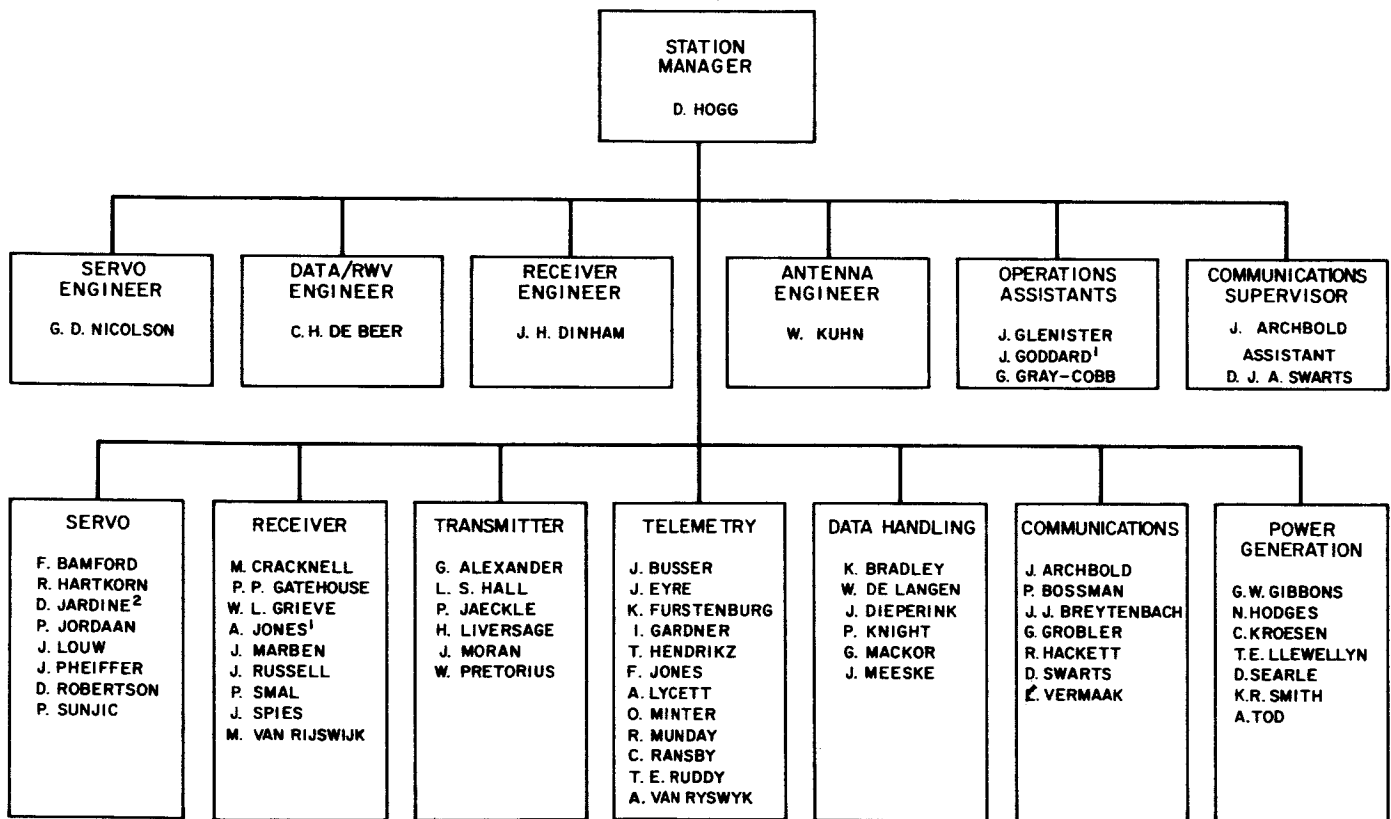 STATION
MANAGER
D. HOGG
SERVO
ENGINEER
G. D. NICOLSON
DATA/RWV
ENGINEER
C. H. DE BEER
RECEIVER
ENGINEER
J. H. DINHAM
ANTENNA
ENGINEER
W. KUHN
OPERATIONS
ASSISTANTS
J. GLENISTER
J. GODDARD¹
G. GRAY-COBB
COMMUNICATIONS
SUPERVISOR
J. ARCHBOLD
ASSISTANT
D. J. A. SWARTS
SERVO
F. BAMFORD
R. HARTKORN
D. JARDINE²
P. JORDAAN
J. LOUW
J. PHEIFFER
D. ROBERTSON
P. SUNJIC
RECEIVER
M. CRACKNELL
P. P. GATEHOUSE
W. L. GRIEVE
A. JONES¹
J. MARBEN
J. RUSSELL
P. SMAL
J. SPIES
M. VAN RIJSWIJK
TRANSMITTER
G. ALEXANDER
L. S. HALL
P. JAECKLE
H. LIVERSAGE
J. MORAN
W. PRETORIUS
TELEMETRY
J. BUSSER
J. EYRE
K. FURSTENBURG
I. GARDNER
T. HENDRIKZ
F. JONES
A. LYCETT
O. MINTER
R. MUNDAY
C. RANSBY
T. E. RUDDY
A. VAN RYSWYK
DATA HANDLING
K. BRADLEY
W. DE LANGEN
J. DIEPERINK
P. KNIGHT
G. MACKOR
J. MEESKE
COMMUNICATIONS
J. ARCHBOLD
P. BOSSMAN
J. J. BREYTENBACH
G. GROBLER
R. HACKETT
D. SWARTS
VERMAAK
POWER
GENERATION
G. W. GIBBONS
N. HODGES
C. KROESEN
T. E. LLEWELLYN
D. SEARLE
K. R. SMITH
A. TOD